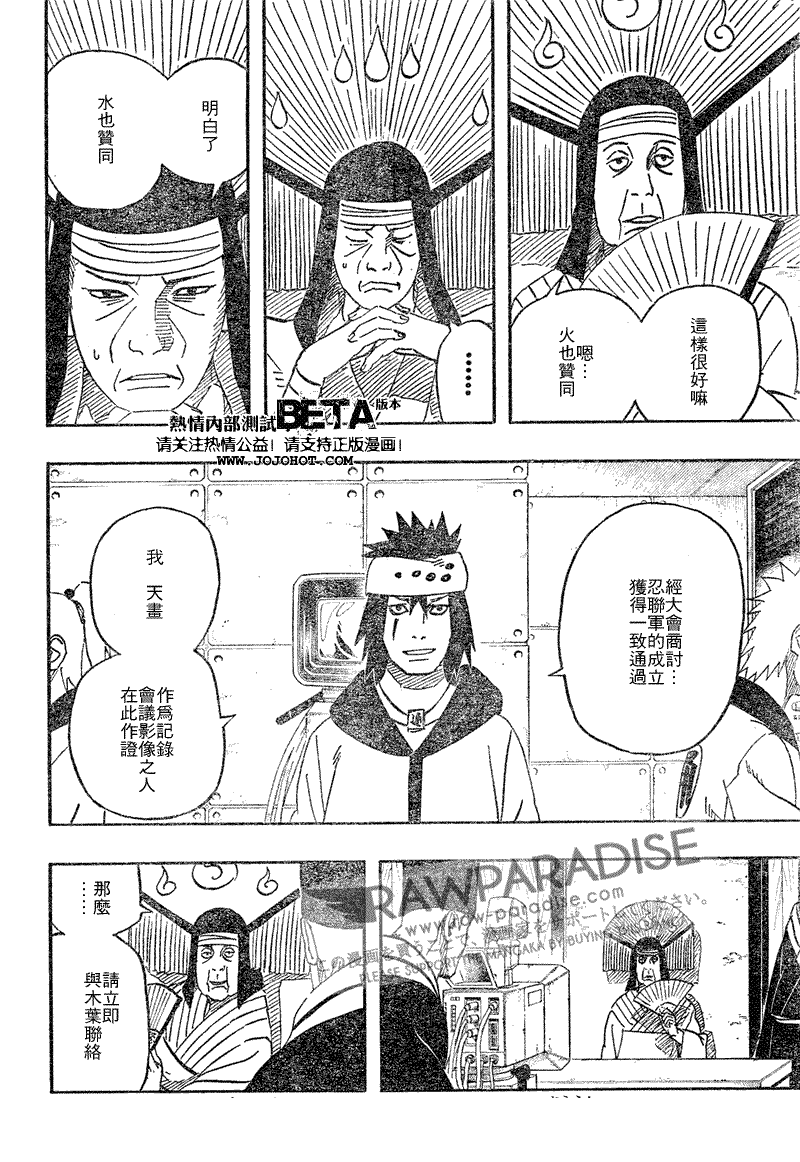 這樣很好嘛
嗯…
火也贊同
……
明白了
水也贊同
熱情內部測試BETA版本
请关注热情公益！请支持正版漫画！
WWW.JOJOHOT.COM
經大會商討…
忍聯軍的成立
獲得一致通過
我 天畫
作爲記錄
會議影像之人
在此作證
RAWPARADISE
www.raw-paradise.com
PLEASE SUPPORT THE MANGAKA BY BUYING
那麼
……
請立即
與木葉聯絡